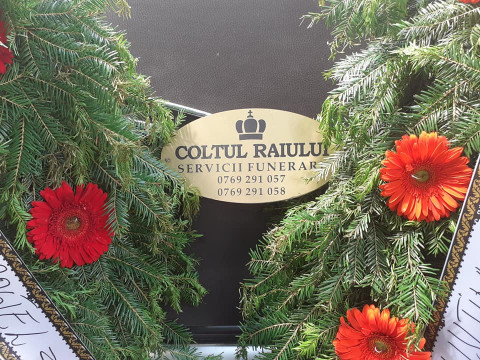 COLTUL RAIULUI
SERVICII FUNERARE
0769 291 057
0769 291 058